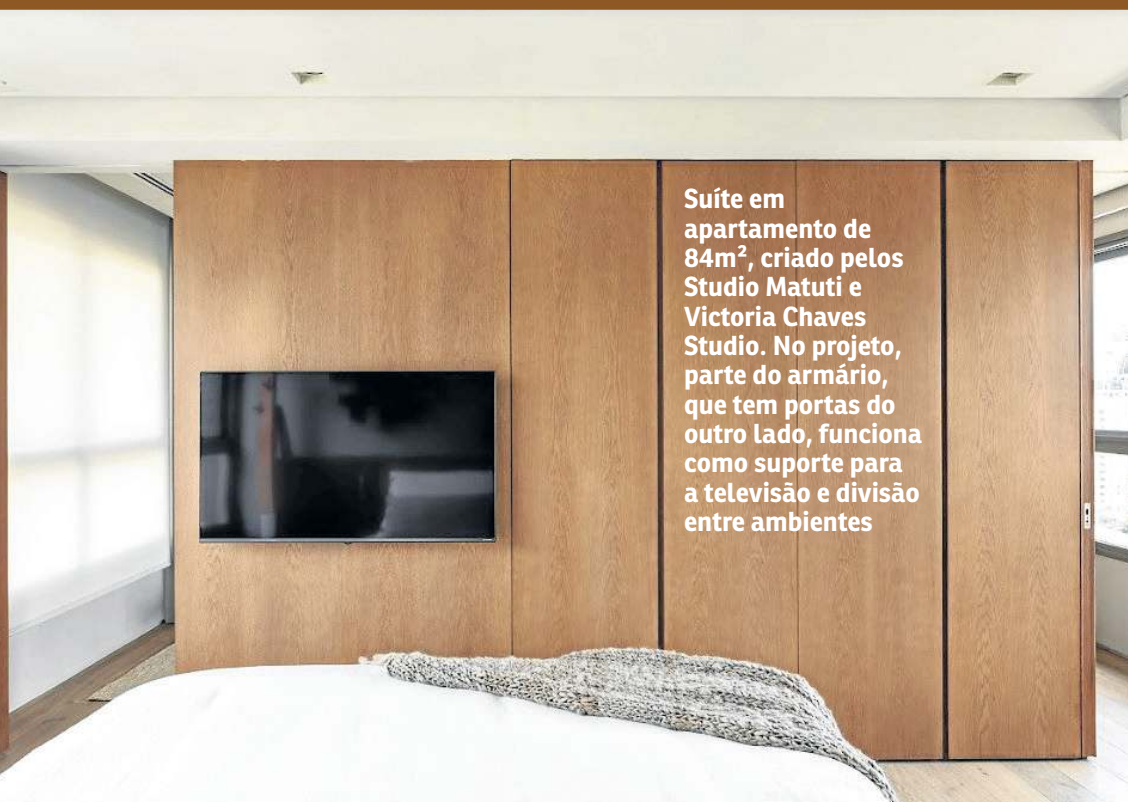 Suíte em
apartamento de
84m², criado pelos
Studio Matuti e
Victoria Chaves
Studio. No projeto,
parte do armário,
que tem portas do
outro lado, funciona
como suporte para
a televisão e divisão
entre ambientes